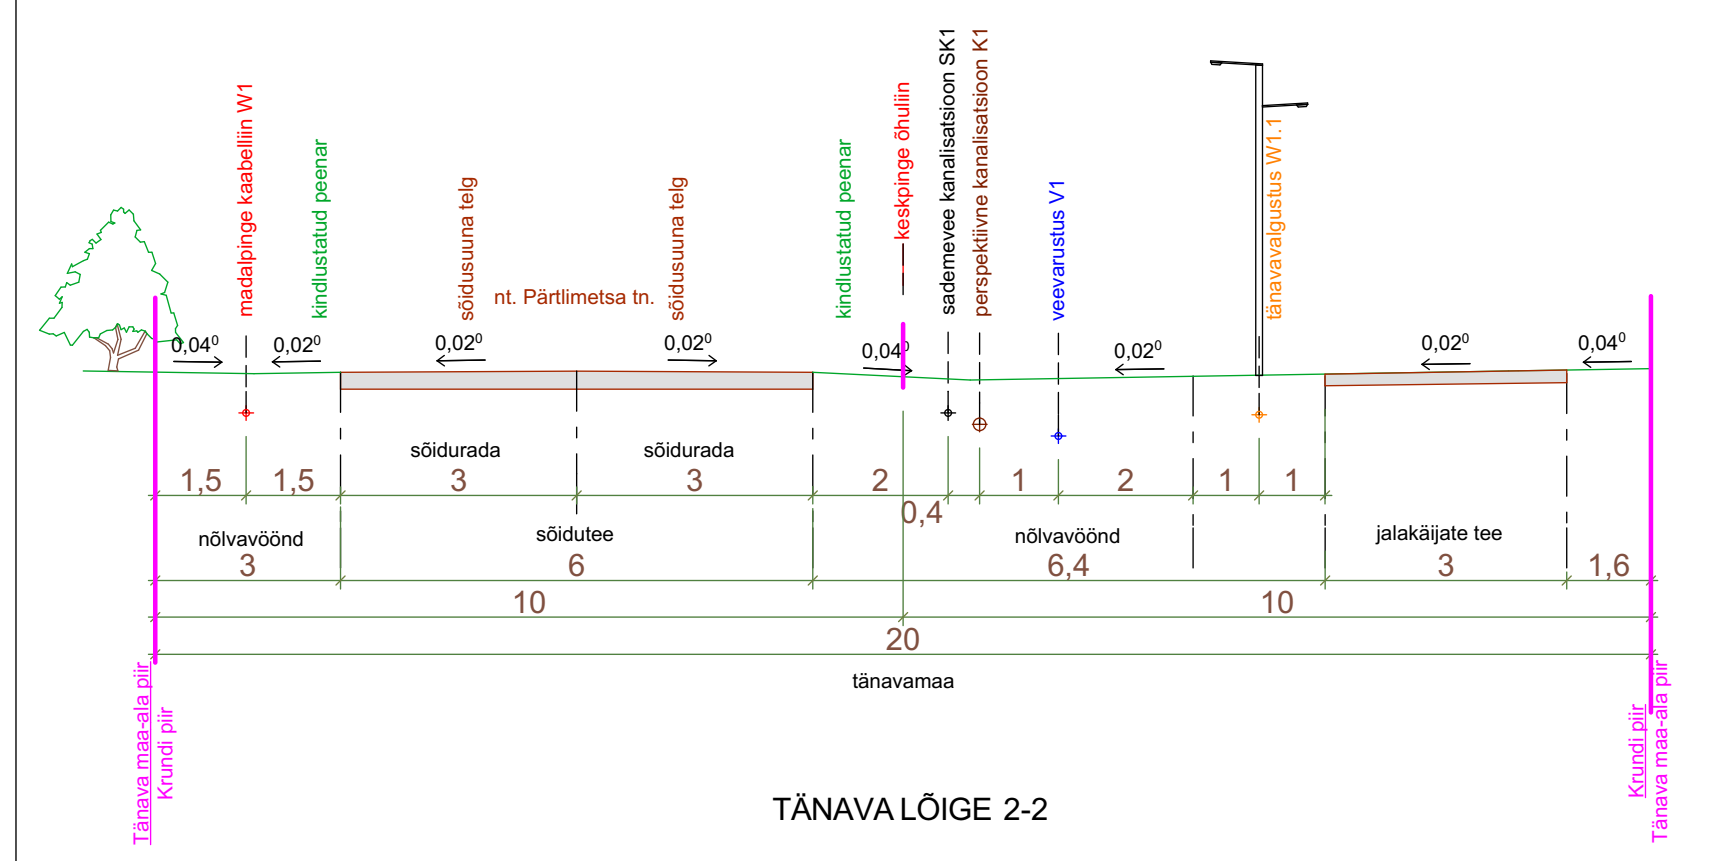 madalpinge kaabelliin W1
kindlustatud peenar
sõidusuuna telg
nt. Pärtlimetsa tn.
sõidusuuna telg
kindlustatud peenar
keskpinge õhuliin
sademevee kanalisatsioon SK1
perspektiivne kanalisatsioon K1
veevarustus V1
tänavavalgustus W1.1
0,04⁰
0,02⁰
0,02⁰
0,02⁰
0,04⁰
0,02⁰
0,02⁰
0,04⁰
sõidurada
sõidurada
1,5
1,5
3
3
2
0,4
1
2
1
1
nõlvavöönd
sõidutee
nõlvavöönd
jalakäijate tee
3
6
6,4
3
1,6
10
10
20
tänavamaa
Tänava maa-ala piir
Krundi piir
Krundi piir
Tänava maa-ala piir
TÄNAVA LÕIGE 2-2